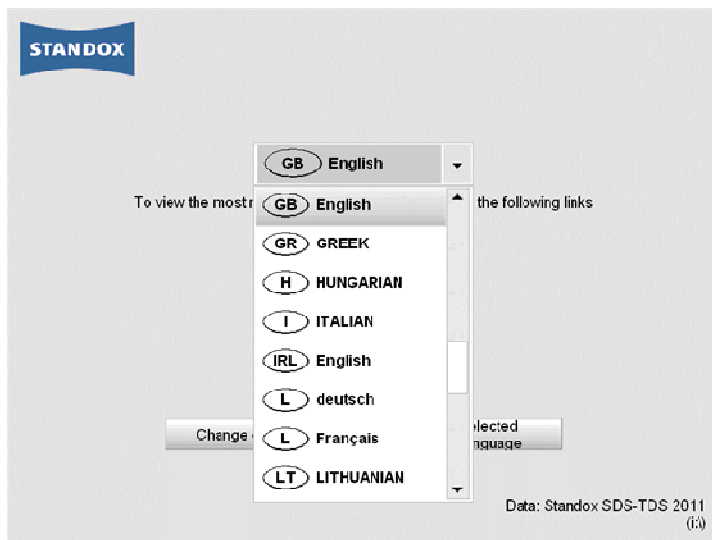 STANDOX
GB English
To view the most r the following links
GB English
GR GREEK
H HUNGARIAN
I ITALIAN
IRL English
L deutsch
Change elected
L Français nguage
LT LITHUANIAN
Data: Standox SDS-TDS 2011
(i:\)